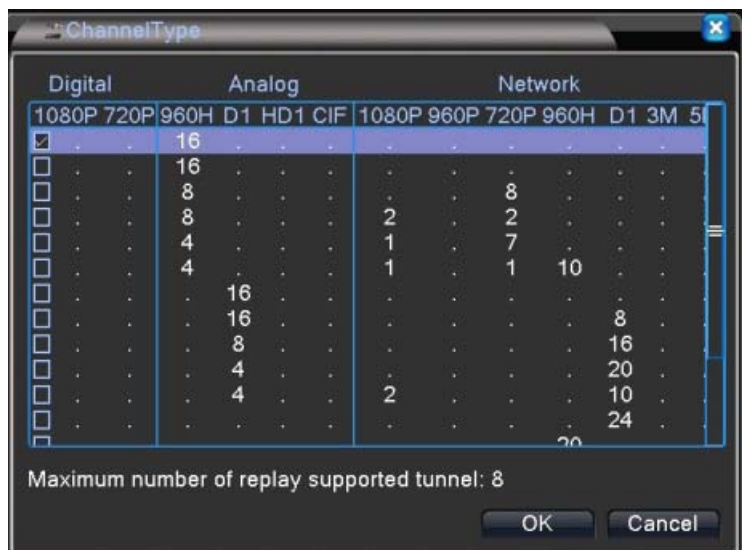 ChannelType
Digital Analog Network
1080P 720P 960H D1 HD1 CIF 1080P 960P 720P 960H D1 3M
. . 16 . . . . . . . . . .
. . 16 . . . . . . . . . .
. . 8 . . . . . 8 . . . .
. . 8 . . . 2 . 2 . . . .
. . 4 . . . 1 . 7 . . . .
. . 4 . . . 1 . 1 10 . . .
. . . 16 . . . . . . . . .
. . . 16 . . . . . . 8 . .
. . . 8 . . . . . . 16 . .
. . . 4 . . . . . . 20 . .
. . . 4 . . 2 . . . 10 . .
. . . . . . . . . . 24 . .
20
Maximum number of replay supported tunnel: 8
OK Cancel